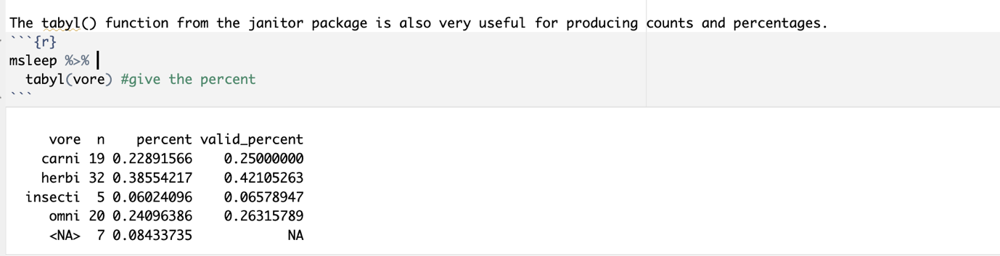 The tabyl() function from the janitor package is also very useful for producing counts and percentages.
```{r}
msleep %>%
  tabyl(vore) #give the percent
```
vore n percent valid_percent
carni 19 0.22891566 0.25000000
herbi 32 0.38554217 0.42105263
insecti 5 0.06024096 0.06578947
omni 20 0.24096386 0.26315789
<NA> 7 0.08433735 NA